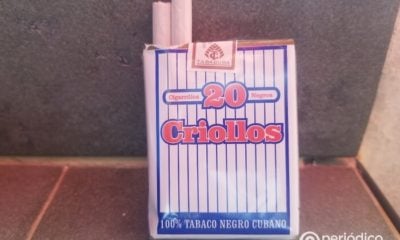 Cigarrillos 20 Negros
Criollos
100% TABACO NEGRO CUBANO
periódico